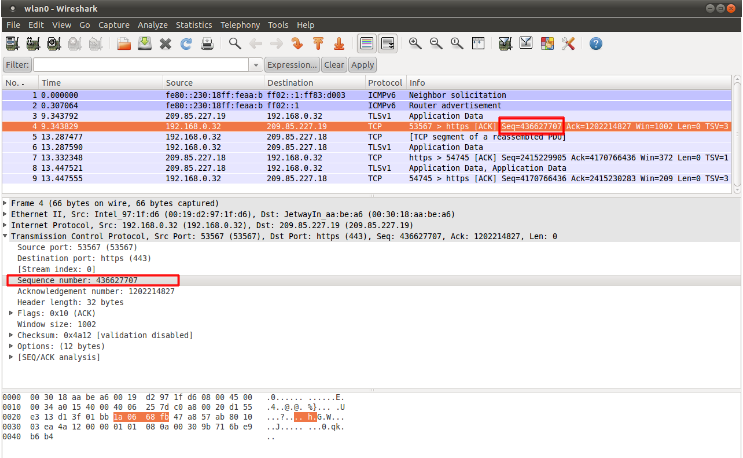 wlan0 - Wireshark
File Edit View Go Capture Analyze Statistics Telephony Tools Help
Filter: Expression... Clear Apply
No. . Time Source Destination Protocol Info
1 0.000000 fe80::230:18ff:feaa:b ff02::1:ff83:d003 ICMPv6 Neighbor solicitation
2 0.307064 fe80::230:18ff:feaa:b ff02::1 ICMPv6 Router advertisement
3 9.343792 209.85.227.19 192.168.0.32 TLSv1 Application Data
4 9.343829 192.168.0.32 209.85.227.19 TCP 53567 > https [ACK] Seq=436627707 Ack=1202214827 Win=1002 Len=0 TSV=3
5 13.287477 209.85.227.18 192.168.0.32 TCP [TCP segment of a reassembled PDU]
6 13.287590 192.168.0.32 209.85.227.18 TLSv1 Application Data
7 13.332348 209.85.227.18 192.168.0.32 TCP https > 54745 [ACK] Seq=2415229905 Ack=4170766436 Win=372 Len=0 TSV=1
8 13.447521 209.85.227.18 192.168.0.32 TLSv1 Application Data, Application Data
9 13.447555 192.168.0.32 209.85.227.18 TCP 54745 > https [ACK] Seq=4170766436 Ack=2415230283 Win=209 Len=0 TSV=3
Frame 4 (66 bytes on wire, 66 bytes captured)
Ethernet II, Src: Intel_97:1f:d6 (00:19:d2:97:1f:d6), Dst: JetwayIn_aa:be:a6 (00:30:18:aa:be:a6)
Internet Protocol, Src: 192.168.0.32 (192.168.0.32), Dst: 209.85.227.19 (209.85.227.19)
Transmission Control Protocol, Src Port: 53567 (53567), Dst Port: https (443), Seq: 436627707, Ack: 1202214827, Len: 0
Source port: 53567 (53567)
Destination port: https (443)
[Stream index: 0]
Sequence number: 436627707
Acknowledgement number: 1202214827
Header length: 32 bytes
Flags: 0x10 (ACK)
Window size: 1002
Checksum: 0x4a12 [validation disabled]
Options: (12 bytes)
[SEQ/ACK analysis]
0000 00 30 18 aa be a6 00 19 d2 97 1f d6 08 00 45 00 .0...... ......E.
0010 00 34 a0 15 40 00 40 06 25 7d c0 a8 00 20 d1 55 .4..@.@. %}... .U
0020 e3 13 d1 3f 01 bb 1a 06 68 fb 47 a8 57 ab 80 10 ...?.... h.G.W...
0030 03 ea 4a 12 00 00 01 01 08 0a 00 30 9b 71 6b e9 ..J..... ...0.qk.
0040 b6 b4 ..